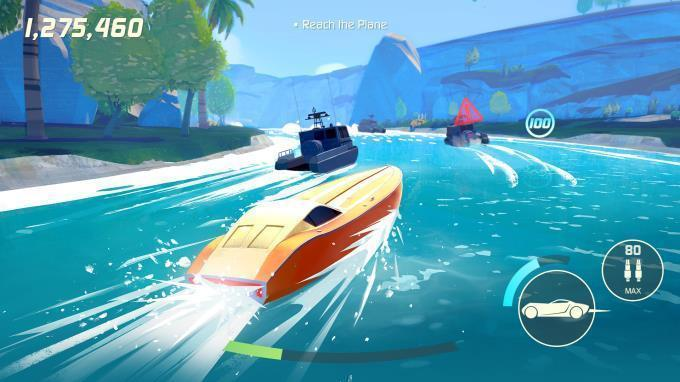 1,275,460
• Reach the Plane
100
80
MAX